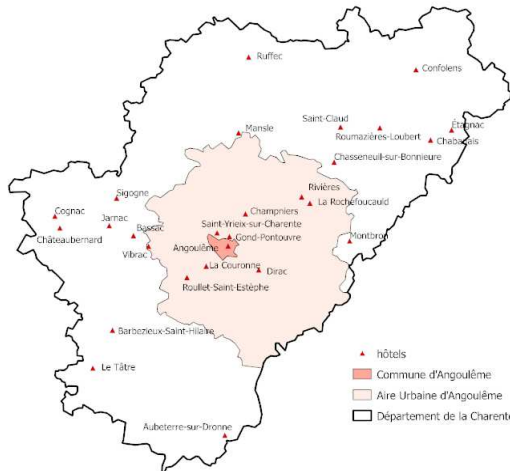 Ruffec
Confolens
Saint-Claud
Étagnac
Mansle
Roumazières-Loubert
Chabanais
Chasseneuil-sur-Bonnieure
Rivières
Sigogne
La Rochefoucauld
Cognac
Champniers
Jarnac
Saint-Yrieix-sur-Charente
Châteaubernard
Bassac
Gond-Pontouvre
Montbron
Angoulême
Vibrac
La Couronne
Dirac
Roullet-Saint-Estèphe
Barbezieux-Saint-Hilaire
hôtels
Le Tâtre
Commune d'Angoulême
Aire Urbaine d'Angoulême
Département de la Charente
Aubeterre-sur-Dronne